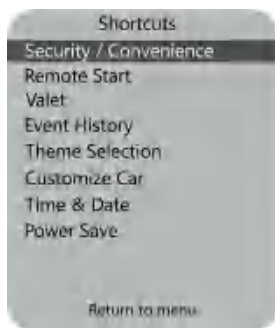 Shortcuts
Security / Convenience
Remote Start
Valet
Event History
Theme Selection
Customize Car
Time & Date
Power Save
Return to menu